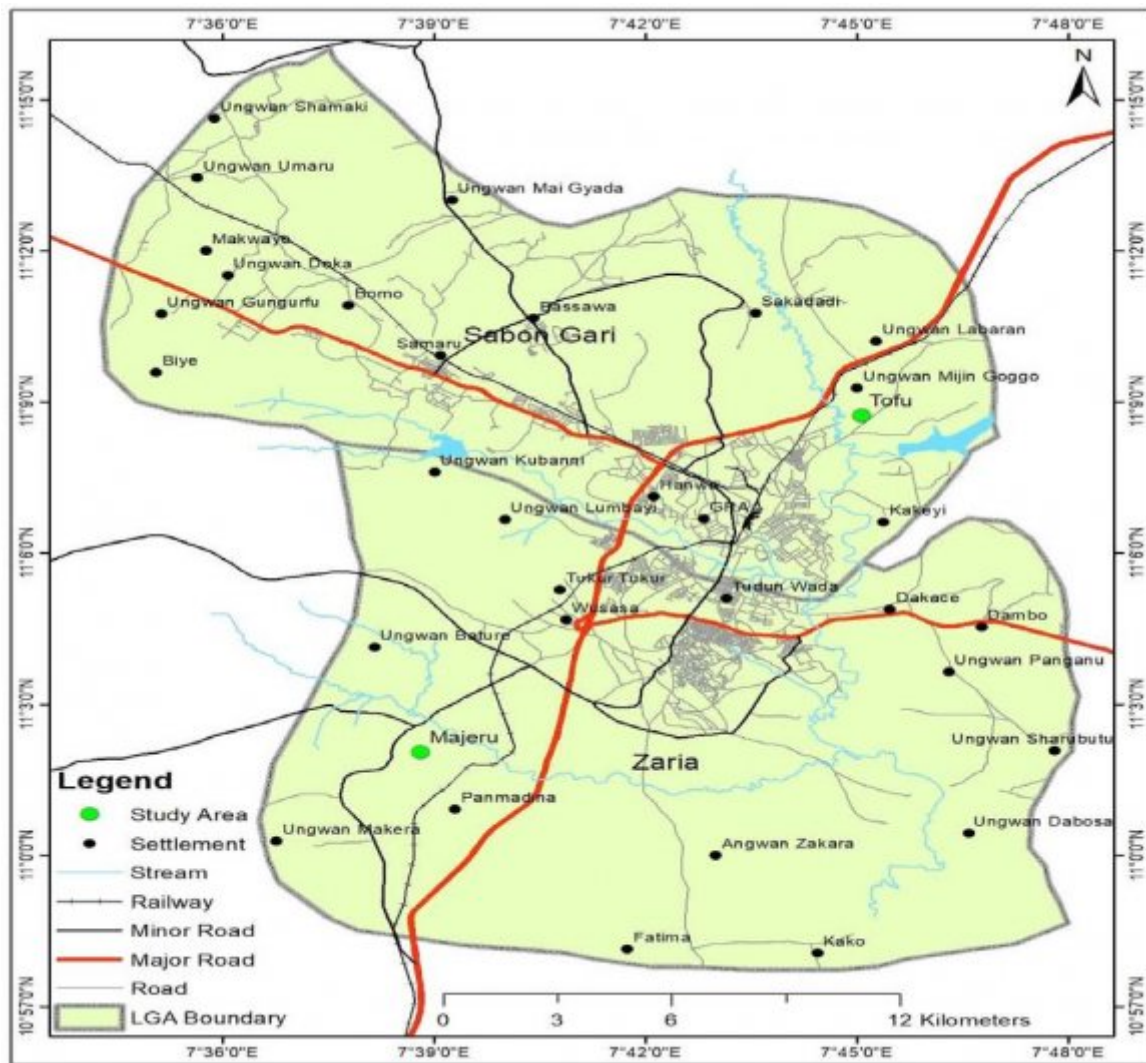 7°36'0"E 7°39'0"E 7°42'0"E 7°45'0"E 7°48'0"E
N
11°15'0"N 11°15'0"N
Ungwan Shamaki
Ungwan Umaru
Ungwan Mai Gyada
11°12'0"N 11°12'0"N
Makwaye
Ungwan Doka
Ungwan Gungurfu
Bomo
Bassawa
Sakadadi
Sabon Gari
Samaru
Ungwan Labaran
Biye
Ungwan Mijin Goggo
11°9'0"N 11°9'0"N
Tofu
Ungwan Kubanni
Hanwa
Ungwan Lumbayi
GRA
Kakeyi
11°6'0"N 11°6'0"N
Tukur Tukur
Tudun Wada
Dakace
Wusasa
Dambo
Ungwan Bature
Ungwan Panganu
11°3'0"N 11°3'0"N
Majeru
Ungwan Sharubutu
Zaria
Legend
Study Area
Panmadina
Settlement
Ungwan Makera
Ungwan Dabosa
11°0'0"N 11°0'0"N
Angwan Zakara
Stream
Railway
Minor Road
Fatima
Kako
Major Road
Road
10°57'0"N 10°57'0"N
LGA Boundary
0 3 6 12 Kilometers
7°36'0"E 7°39'0"E 7°42'0"E 7°45'0"E 7°48'0"E